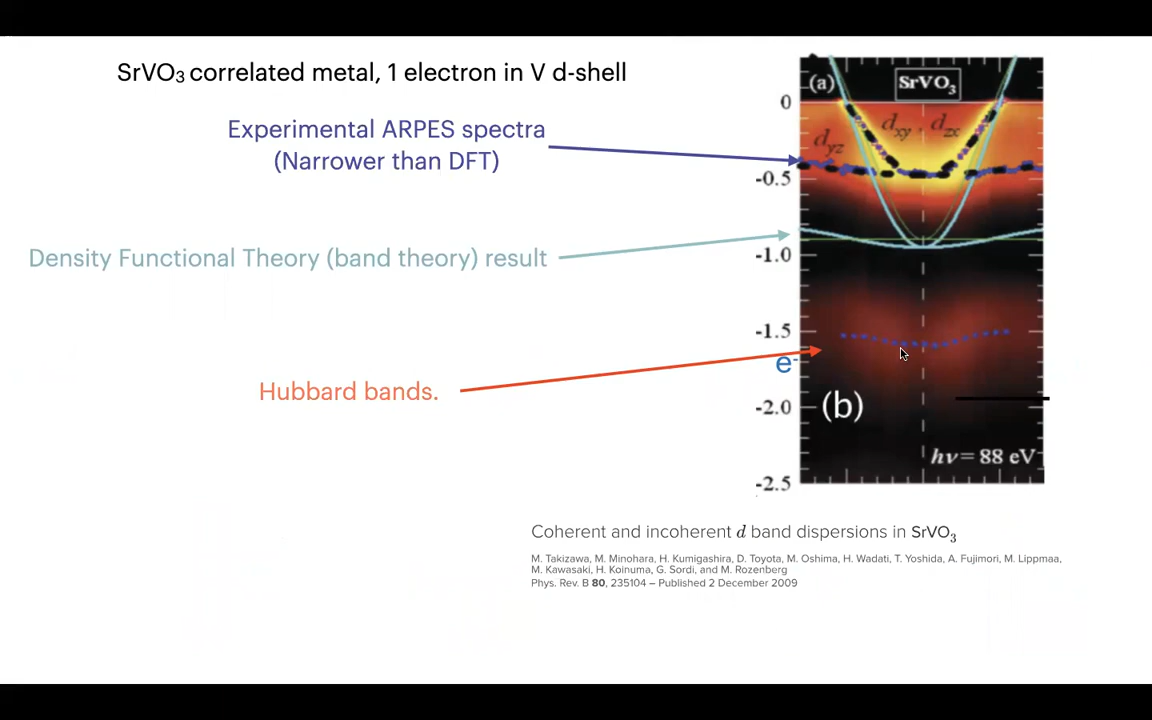 SrVO₃ correlated metal, 1 electron in V d-shell
Experimental ARPES spectra
(Narrower than DFT)
Density Functional Theory (band theory) result
Hubbard bands.
(a)
SrVO₃
d_xy, d_zx
d_yz
0
-0.5
-1.0
-1.5
e⁻
-2.0
(b)
hν= 88 eV
-2.5
Coherent and incoherent d band dispersions in SrVO₃
M. Takizawa, M. Minohara, H. Kumigashira, D. Toyota, M. Oshima, H. Wadati, T. Yoshida, A. Fujimori, M. Lippmaa,
M. Kawasaki, H. Koinuma, G. Sordi, and M. Rozenberg
Phys. Rev. B 80, 235104 – Published 2 December 2009